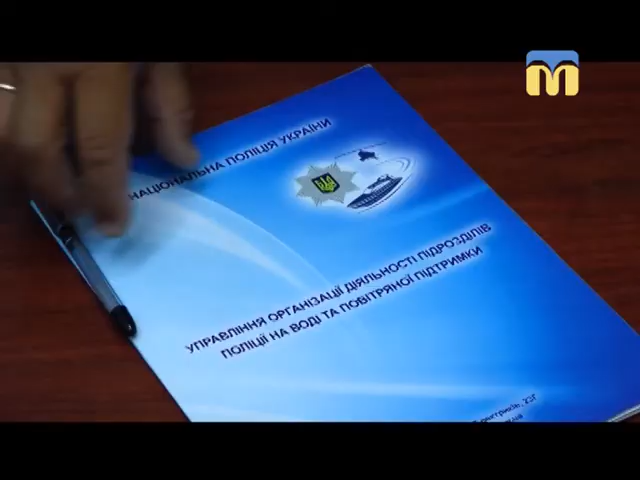 НАЦІОНАЛЬНА ПОЛІЦІЯ УКРАЇНИ
УПРАВЛІННЯ ОРГАНІЗАЦІЇ ДІЯЛЬНОСТІ ПІДРОЗДІЛІВ
ПОЛІЦІЇ НА ВОДІ ТА ПОВІТРЯНОЇ ПІДТРИМКИ
М